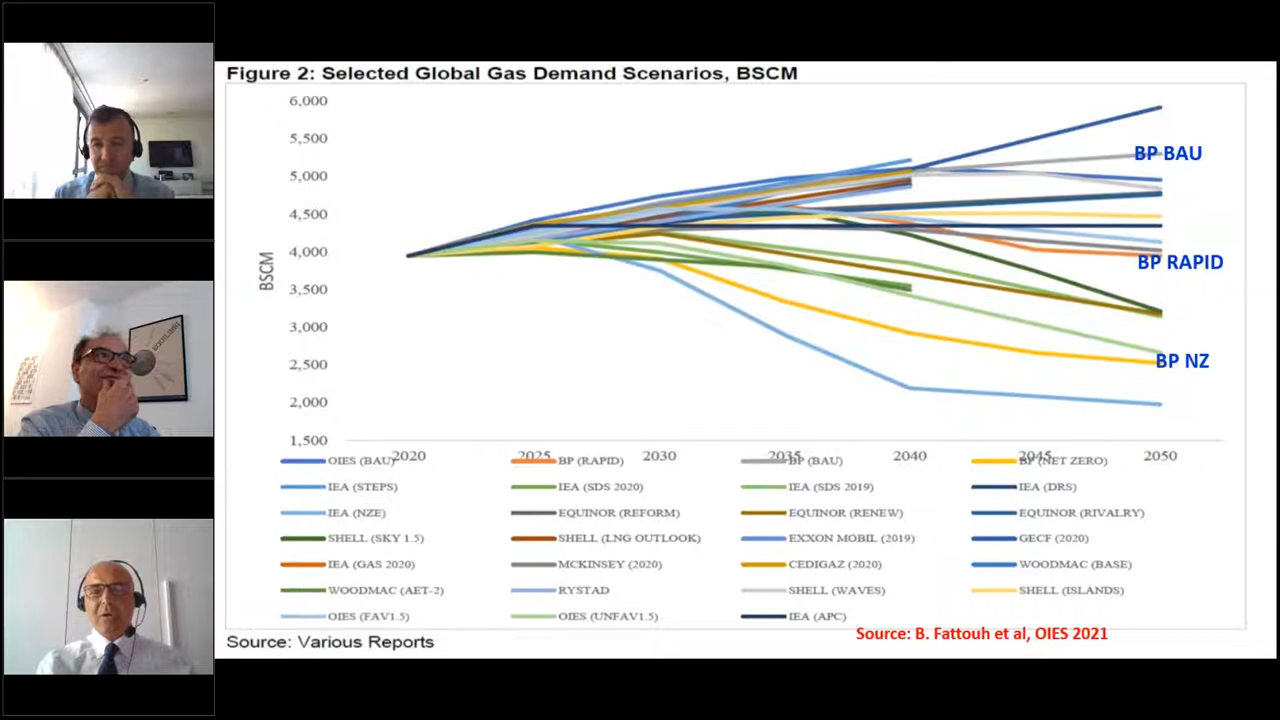 Figure 2: Selected Global Gas Demand Scenarios, BSCM
6,000
5,500
5,000
4,500
4,000
3,500
3,000
2,500
2,000
1,500
BSCM
BP BAU
BP RAPID
BP NZ
2020 2025 2030 2035 2040 2045 2050
OIES (BAU) BP (RAPID) BP (BAU) BP (NET ZERO)
IEA (STEPS) IEA (SDS 2020) IEA (SDS 2019) IEA (DRS)
IEA (NZE) EQUINOR (REFORM) EQUINOR (RENEW) EQUINOR (RIVALRY)
SHELL (SKY 1.5) SHELL (LNG OUTLOOK) EXXON MOBIL (2019) GECF (2020)
IEA (GAS 2020) MCKINSEY (2020) CEDIGAZ (2020) WOODMAC (BASE)
WOODMAC (AET-2) RYSTAD SHELL (WAVES) SHELL (ISLANDS)
OIES (FAV1.5) OIES (UNFAV1.5) IEA (APC)
Source: Various Reports
Source: B. Fattouh et al, OIES 2021